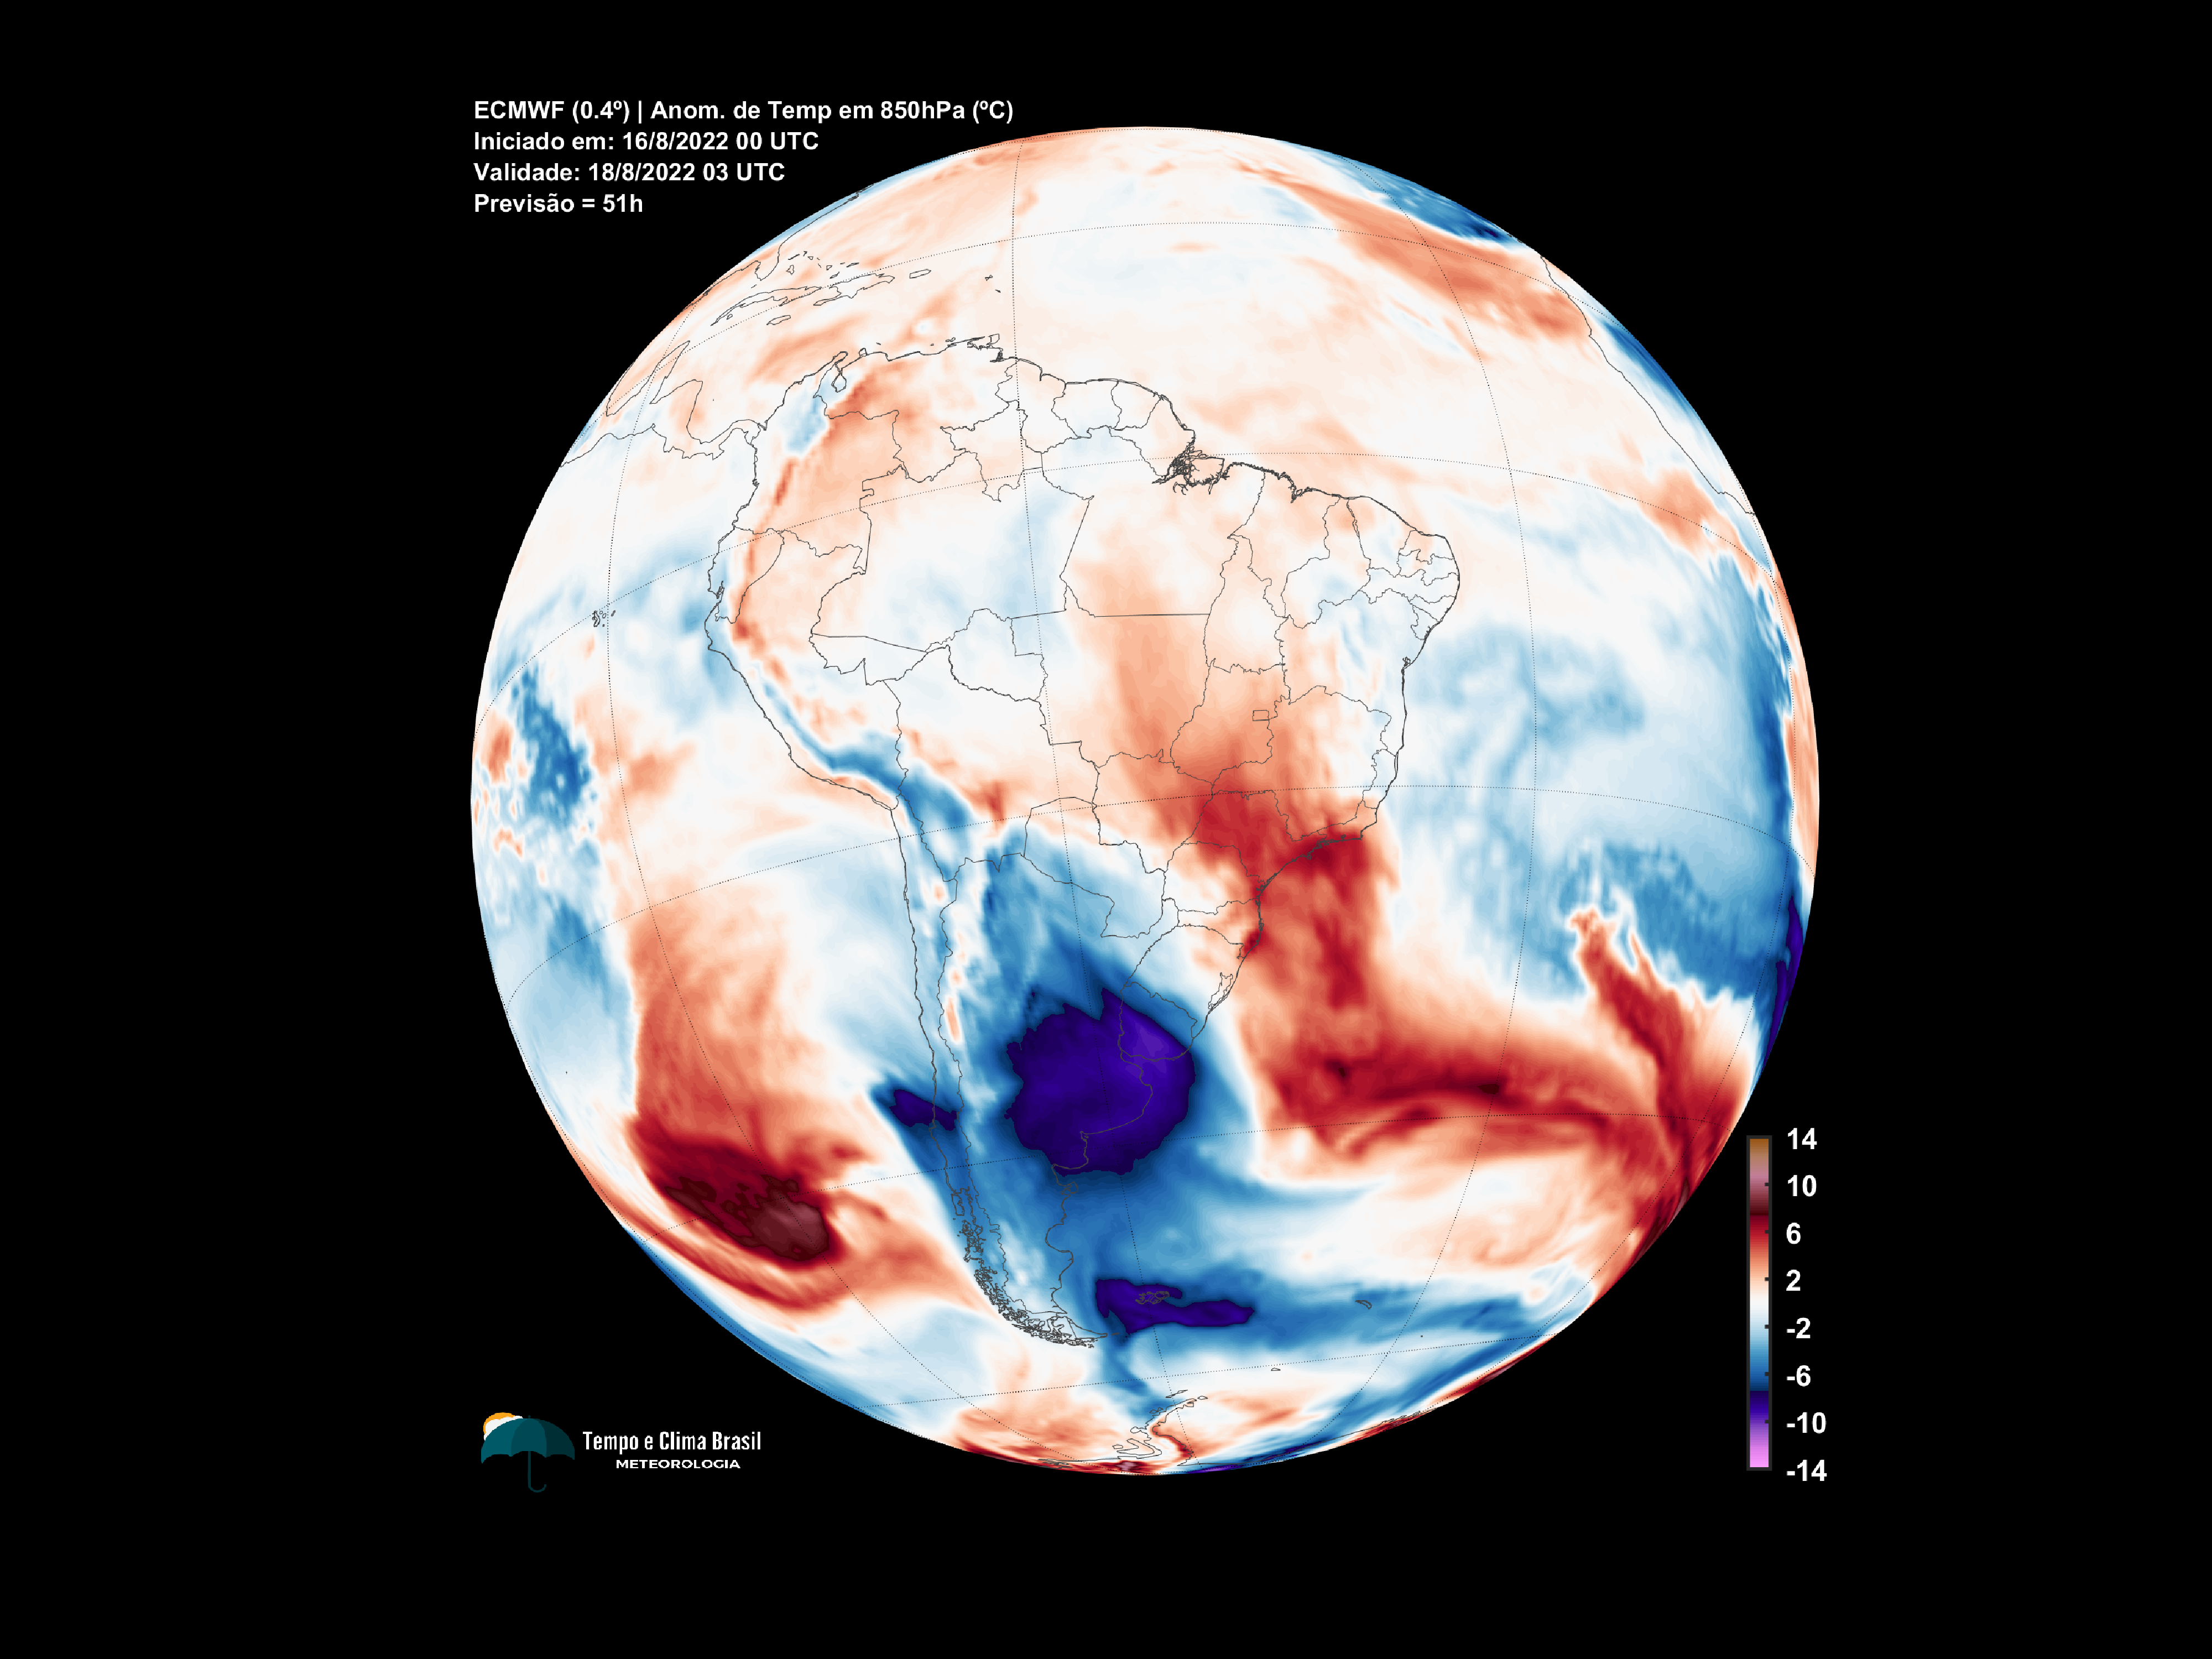 ECMWF (0.4º) | Anom. de Temp em 850hPa (ºC)
Iniciado em: 16/8/2022 00 UTC
Validade: 18/8/2022 03 UTC
Previsão = 51h
14
10
6
2
-2
-6
-10
-14
Tempo e Clima Brasil
METEOROLOGIA